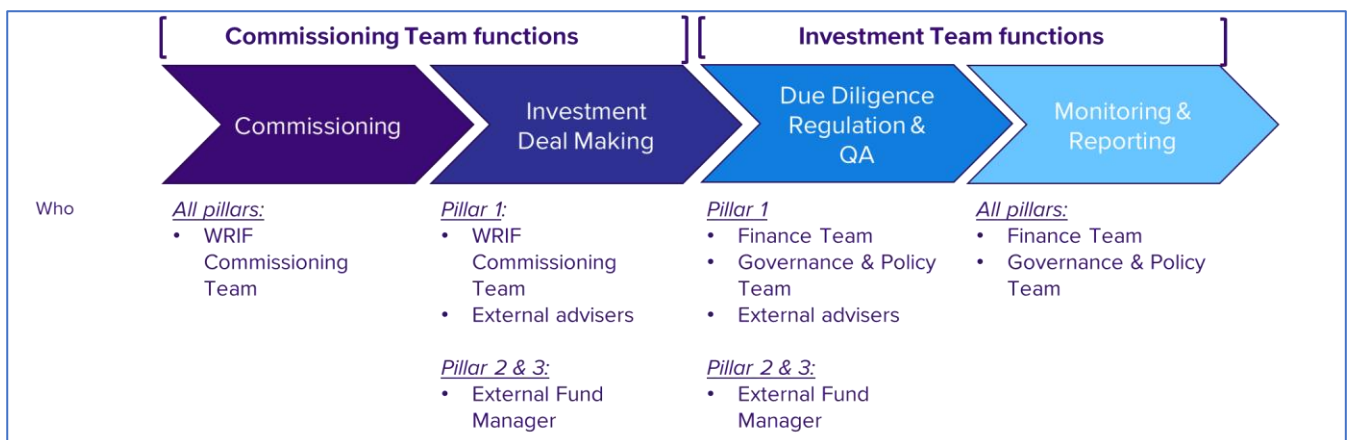 Commissioning Team functions
Investment Team functions
Commissioning
Investment
Deal Making
Due Diligence
Regulation &
QA
Monitoring &
Reporting
Who
All pillars:
• WRIF
Commissioning
Team
Pillar 1:
• WRIF
Commissioning
Team
• External advisers
Pillar 2 & 3:
• External Fund
Manager
Pillar 1
• Finance Team
• Governance & Policy
Team
• External advisers
Pillar 2 & 3:
• External Fund
Manager
All pillars:
• Finance Team
• Governance & Policy
Team